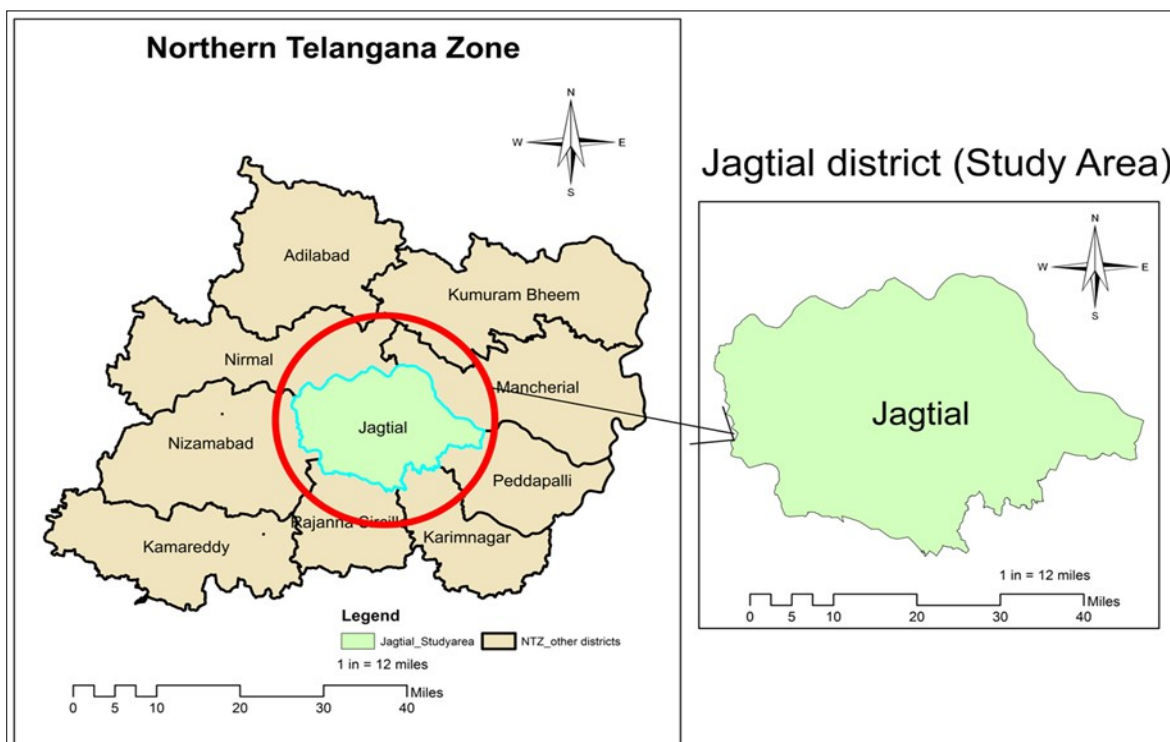 Northern Telangana Zone
N
W E
S
Adilabad
Kumuram Bheem
Nirmal
Mancherial
Jagtial
Nizamabad
Peddapalli
Rajanna Sircilla
Karimnagar
Kamareddy
Legend
Jagtial_Studyarea NTZ_other districts
1 in = 12 miles
Miles
0 5 10 20 30 40
Jagtial district (Study Area)
N
W E
S
Jagtial
1 in = 12 miles
Miles
0 5 10 20 30 40